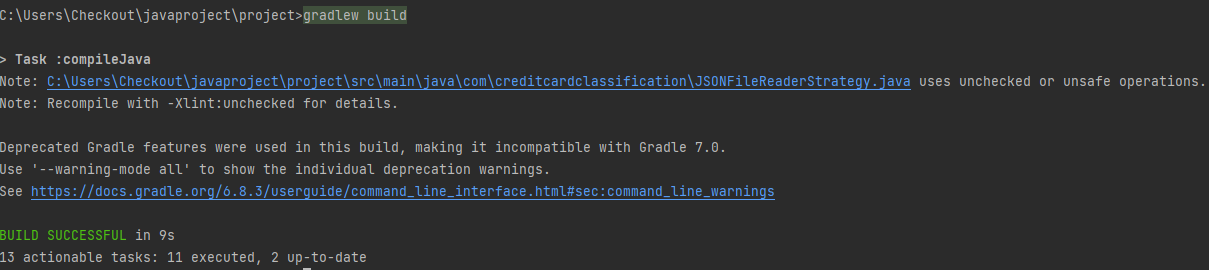 C:\Users\Checkout\javaproject\project>gradlew build
> Task :compileJava
Note: C:\Users\Checkout\javaproject\project\src\main\java\com\creditcardclassification\JSONFileReaderStrategy.java uses unchecked or unsafe operations.
Note: Recompile with -Xlint:unchecked for details.
Deprecated Gradle features were used in this build, making it incompatible with Gradle 7.0.
Use '--warning-mode all' to show the individual deprecation warnings.
See https://docs.gradle.org/6.8.3/userguide/command_line_interface.html#sec:command_line_warnings
BUILD SUCCESSFUL in 9s
13 actionable tasks: 11 executed, 2 up-to-date